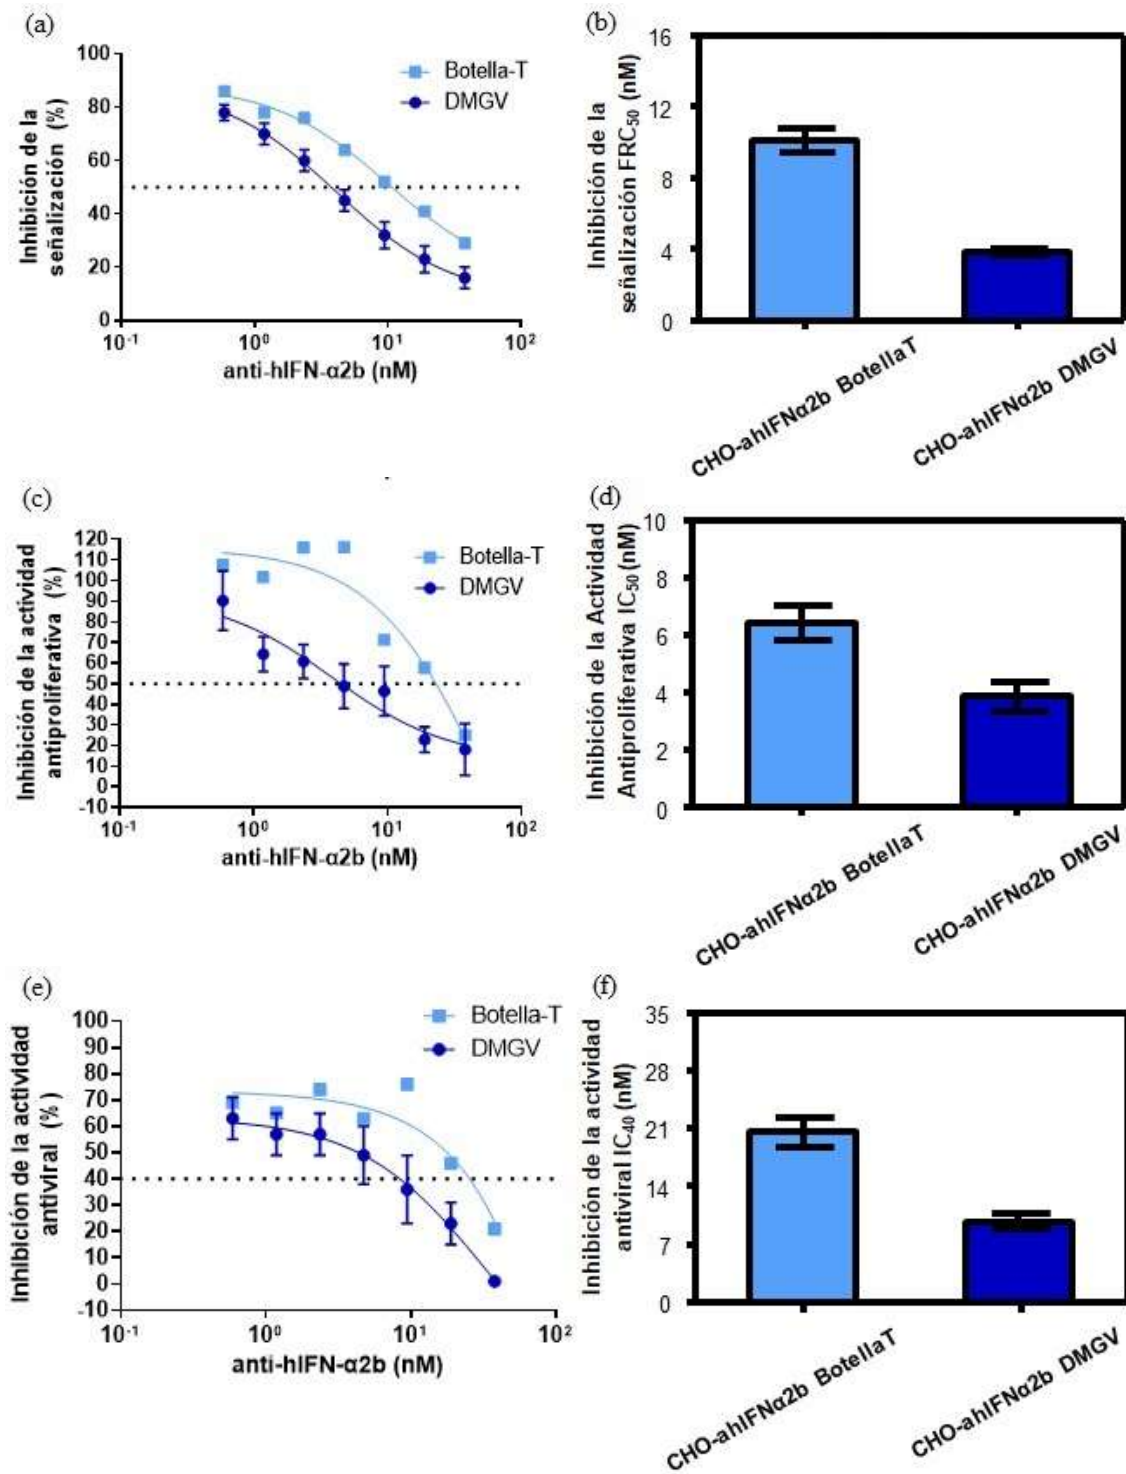 (a)
100
80
60
40
20
0
Inhibición de la
señalización (%)
Botella-T
DMGV
10⁻¹ 10⁰ 10¹ 10²
anti-hIFN-α2b (nM)
(b)
16
12
8
4
0
Inhibición de la
señalización FRC₅₀ (nM)
CHO-ahIFNα2b BotellaT
CHO-ahIFNα2b DMGV
(c)
120
110
100
90
80
70
60
50
40
30
20
10
0
-10
Inhibición de la actividad
antiproliferativa (%)
Botella-T
DMGV
10⁻¹ 10⁰ 10¹ 10²
anti-hIFN-α2b (nM)
(d)
10
8
6
4
2
0
Inhibición de la Actividad
Antiproliferativa IC₅₀ (nM)
CHO-ahIFNα2b BotellaT
CHO-ahIFNα2b DMGV
(e)
100
90
80
70
60
50
40
30
20
10
0
-10
Inhibición de la actividad
antiviral (%)
Botella-T
DMGV
10⁻¹ 10⁰ 10¹ 10²
anti-hIFN-α2b (nM)
(f)
35
28
21
14
7
0
Inhibición de la actividad
antiviral IC₄₀ (nM)
CHO-ahIFNα2b BotellaT
CHO-ahIFNα2b DMGV